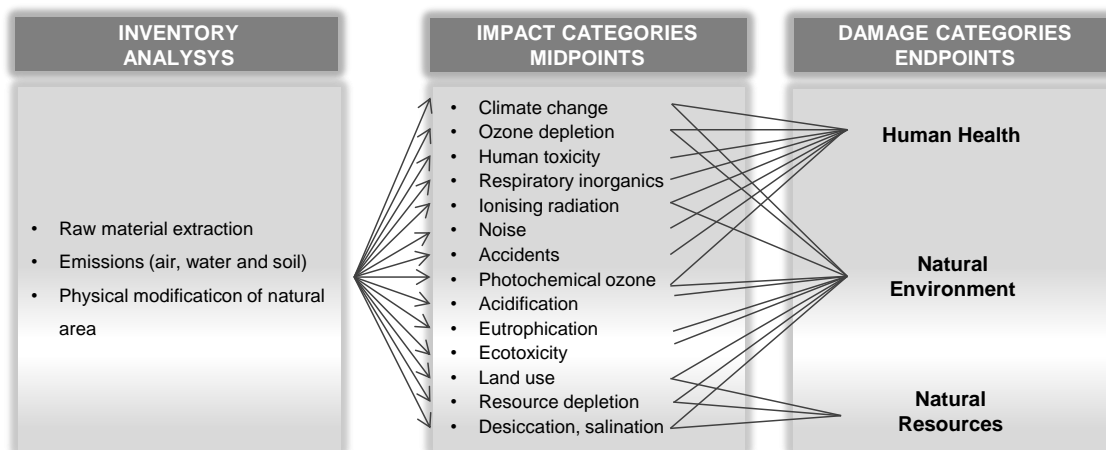 INVENTORY
ANALYSYS
• Raw material extraction
• Emissions (air, water and soil)
• Physical modificaticon of natural
area
IMPACT CATEGORIES
MIDPOINTS
• Climate change
• Ozone depletion
• Human toxicity
• Respiratory inorganics
• Ionising radiation
• Noise
• Accidents
• Photochemical ozone
• Acidification
• Eutrophication
• Ecotoxicity
• Land use
• Resource depletion
• Desiccation, salination
DAMAGE CATEGORIES
ENDPOINTS
Human Health
Natural
Environment
Natural
Resources